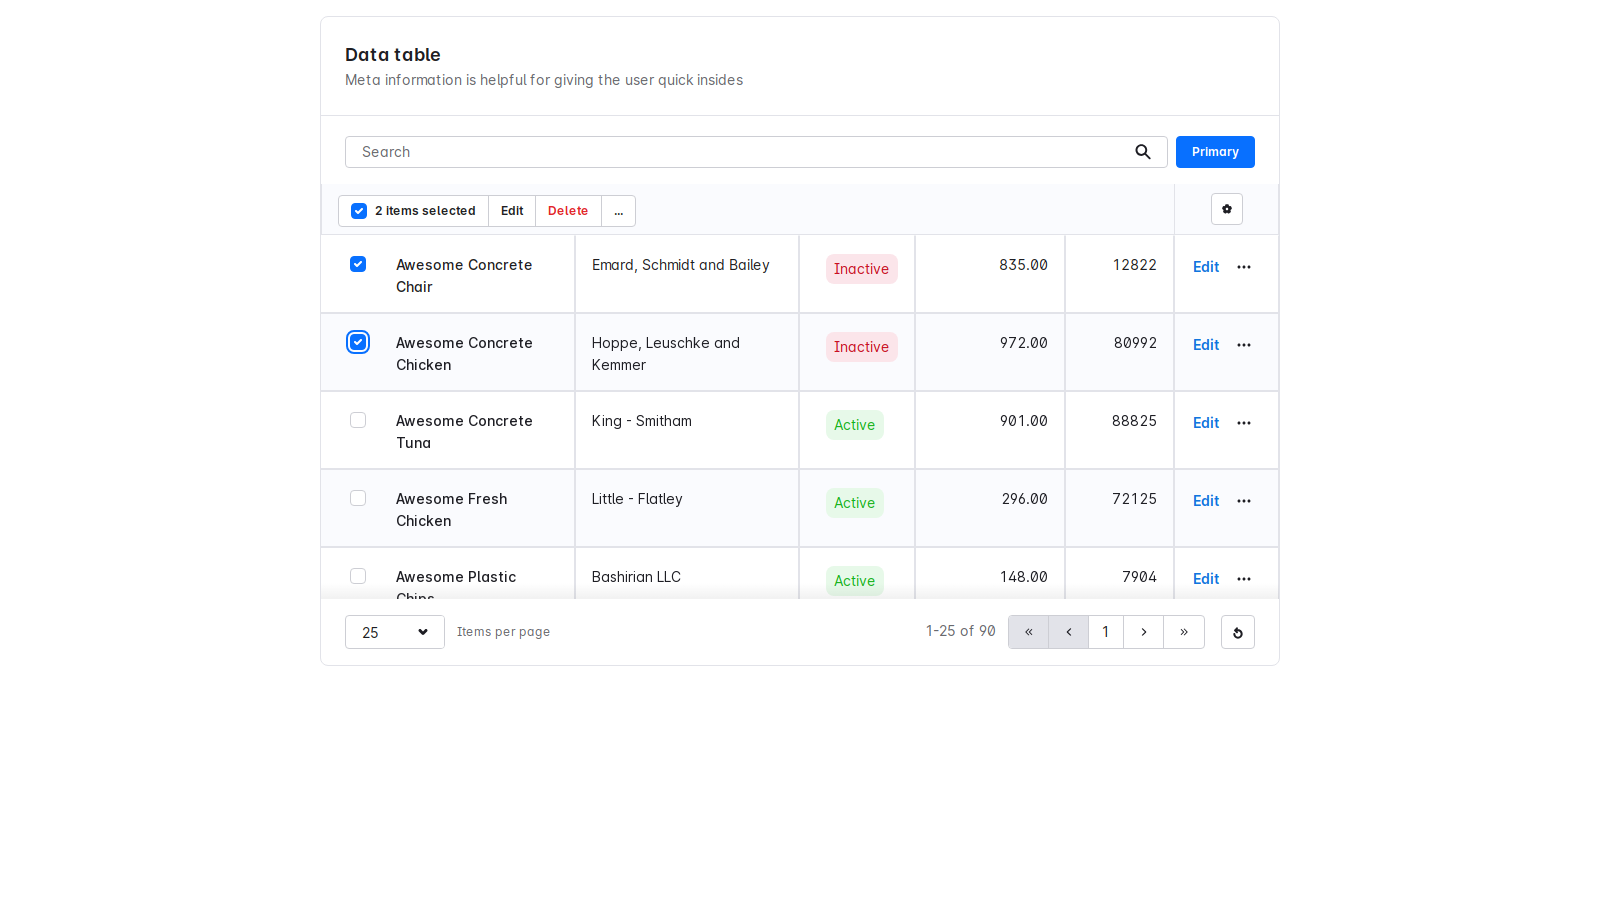 Data table
Meta information is helpful for giving the user quick insides
Search
Primary
2 items selected Edit Delete ...
Awesome Concrete Chair Emard, Schmidt and Bailey Inactive 835.00 12822 Edit
Awesome Concrete Chicken Hoppe, Leuschke and Kemmer Inactive 972.00 80992 Edit
Awesome Concrete Tuna King - Smitham Active 901.00 88825 Edit
Awesome Fresh Chicken Little - Flatley Active 296.00 72125 Edit
Awesome Plastic Chips Bashirian LLC Active 148.00 7904 Edit
25 Items per page 1-25 of 90 « ‹ 1 › »